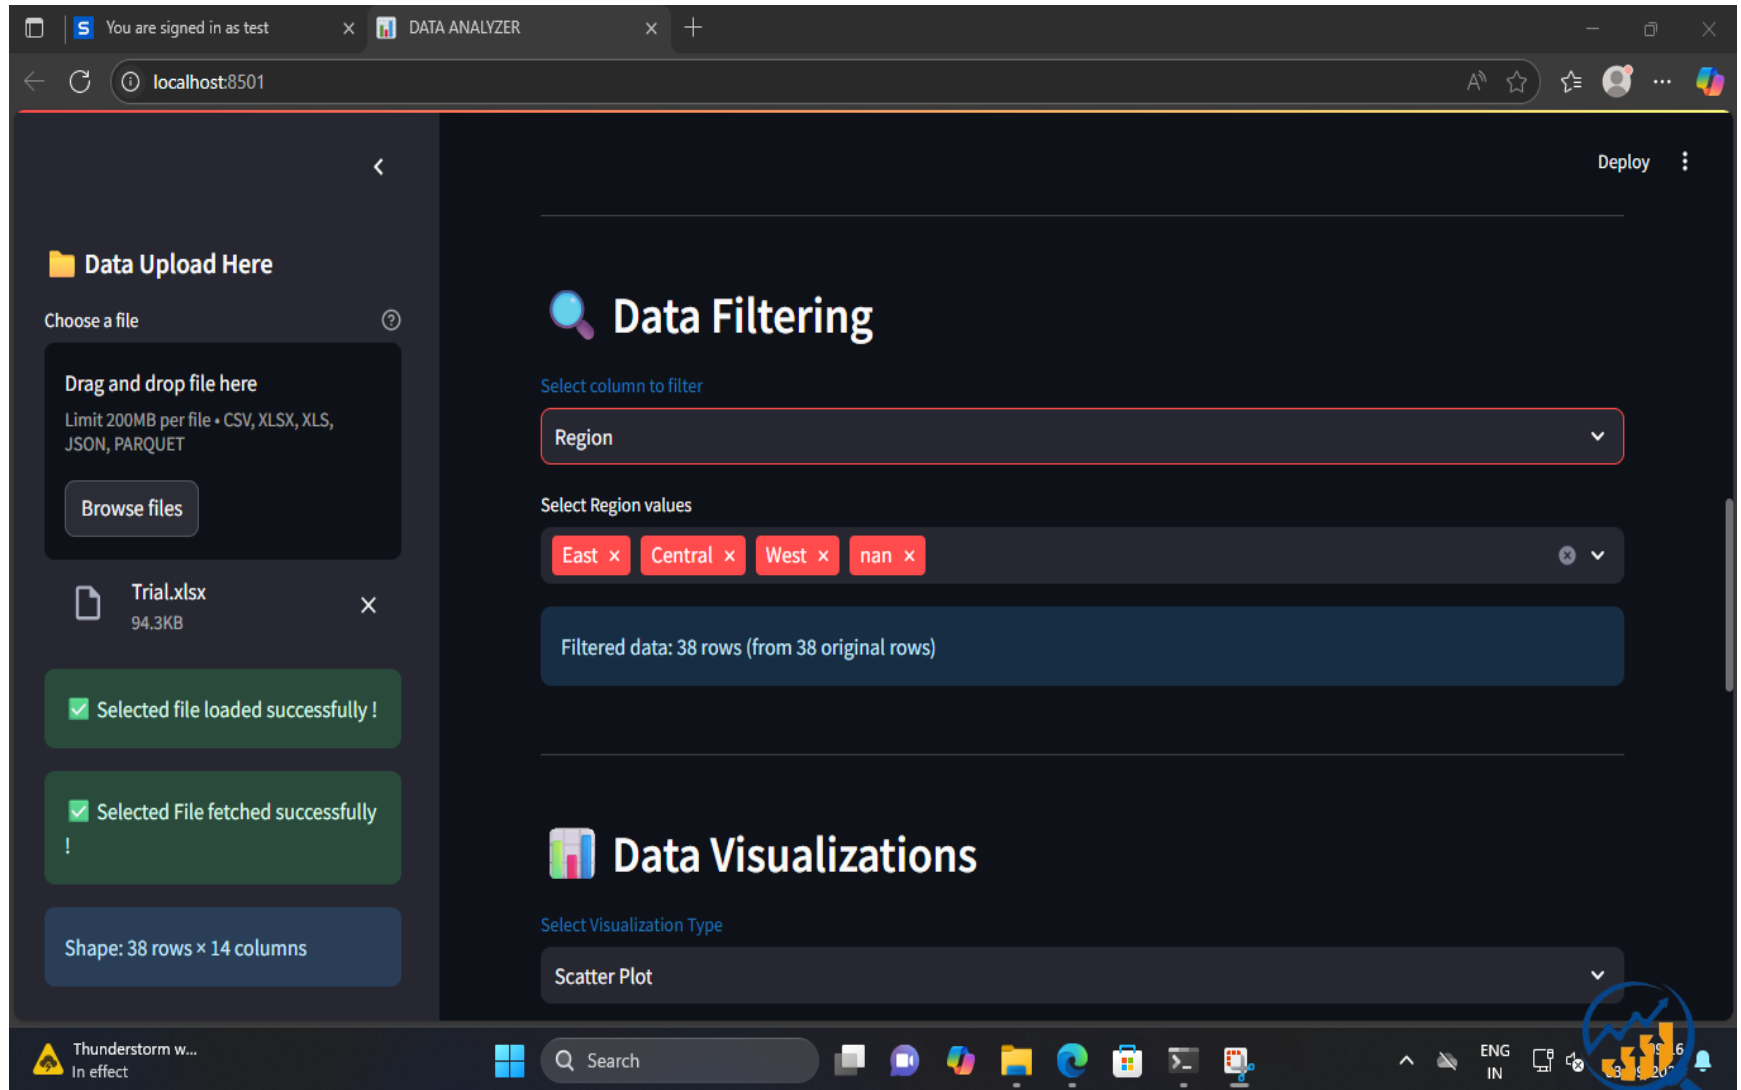 You are signed in as test
DATA ANALYZER
localhost:8501
Deploy
Data Upload Here
Choose a file
Drag and drop file here
Limit 200MB per file • CSV, XLSX, XLS,
JSON, PARQUET
Browse files
Trial.xlsx
94.3KB
✅ Selected file loaded successfully !
✅ Selected File fetched successfully
!
Shape: 38 rows × 14 columns
Data Filtering
Select column to filter
Region
Select Region values
East × Central × West × nan ×
Filtered data: 38 rows (from 38 original rows)
Data Visualizations
Select Visualization Type
Scatter Plot
Thunderstorm w...
In effect
Search
ENG
IN